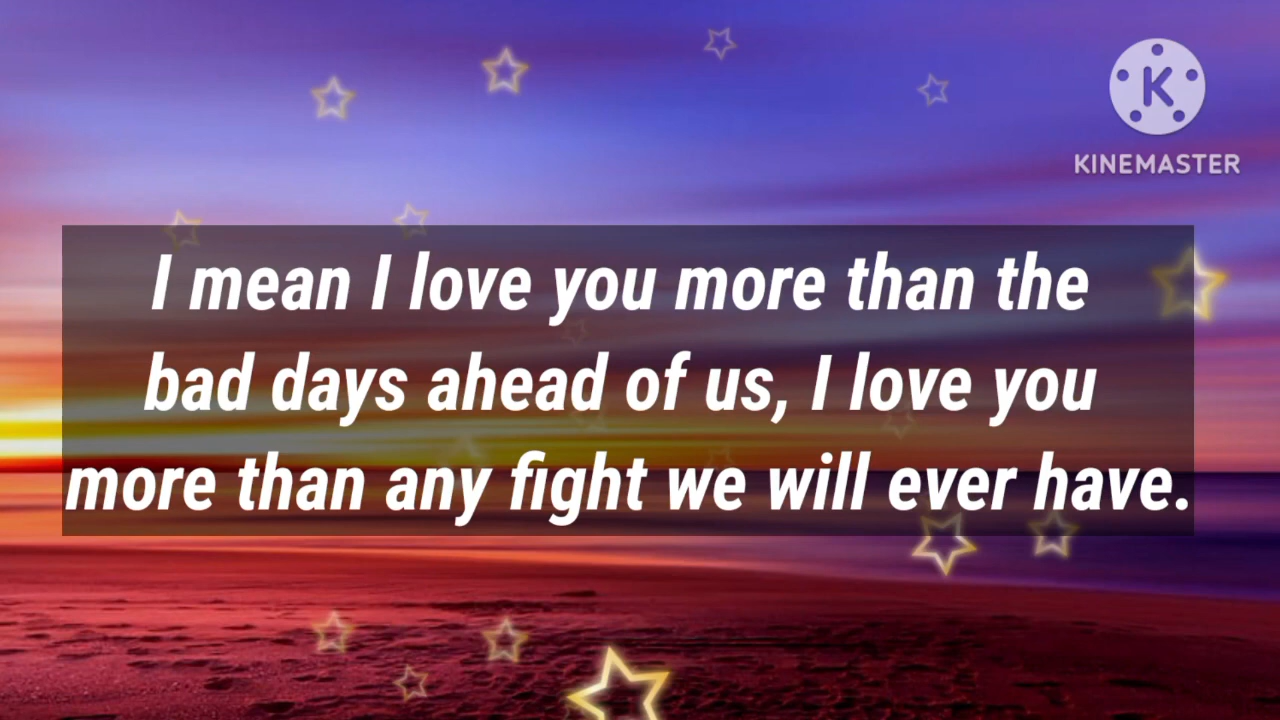 KINEMASTER
I mean I love you more than the
bad days ahead of us, I love you
more than any fight we will ever have.